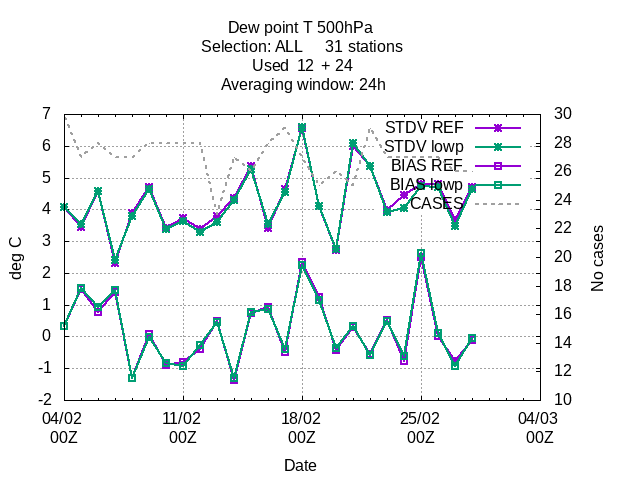 Dew point T 500hPa
Selection: ALL 31 stations
Used 12 + 24
Averaging window: 24h
7 30
STDV REF
6 28
STDV lowp
BIAS REF
5 26
BIAS lowp
4 24
CASES
3 22
2 20
1 18
0 16
-1 14
-2 12
10
deg C
No cases
04/02 11/02 18/02 25/02 04/03
00Z 00Z 00Z 00Z 00Z
Date